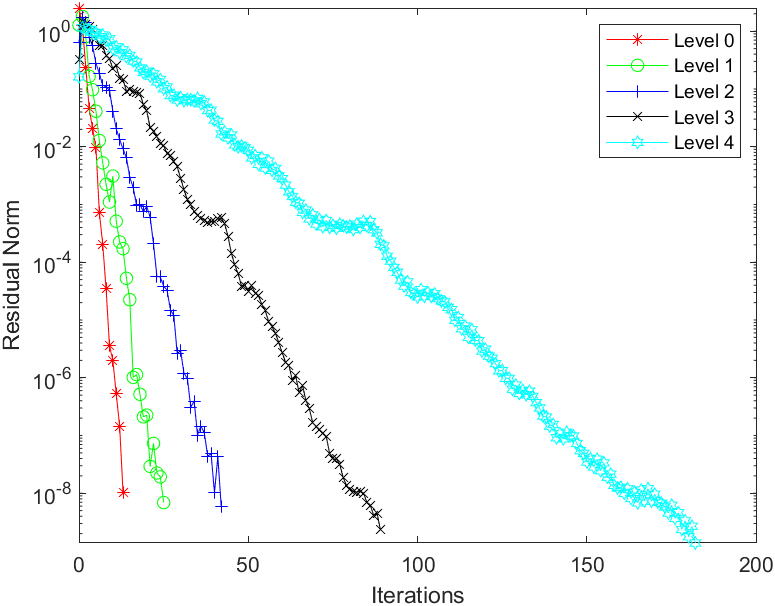 10^0
10^-2
10^-4
10^-6
10^-8
Residual Norm
0
50
100
150
200
Iterations
Level 0
Level 1
Level 2
Level 3
Level 4